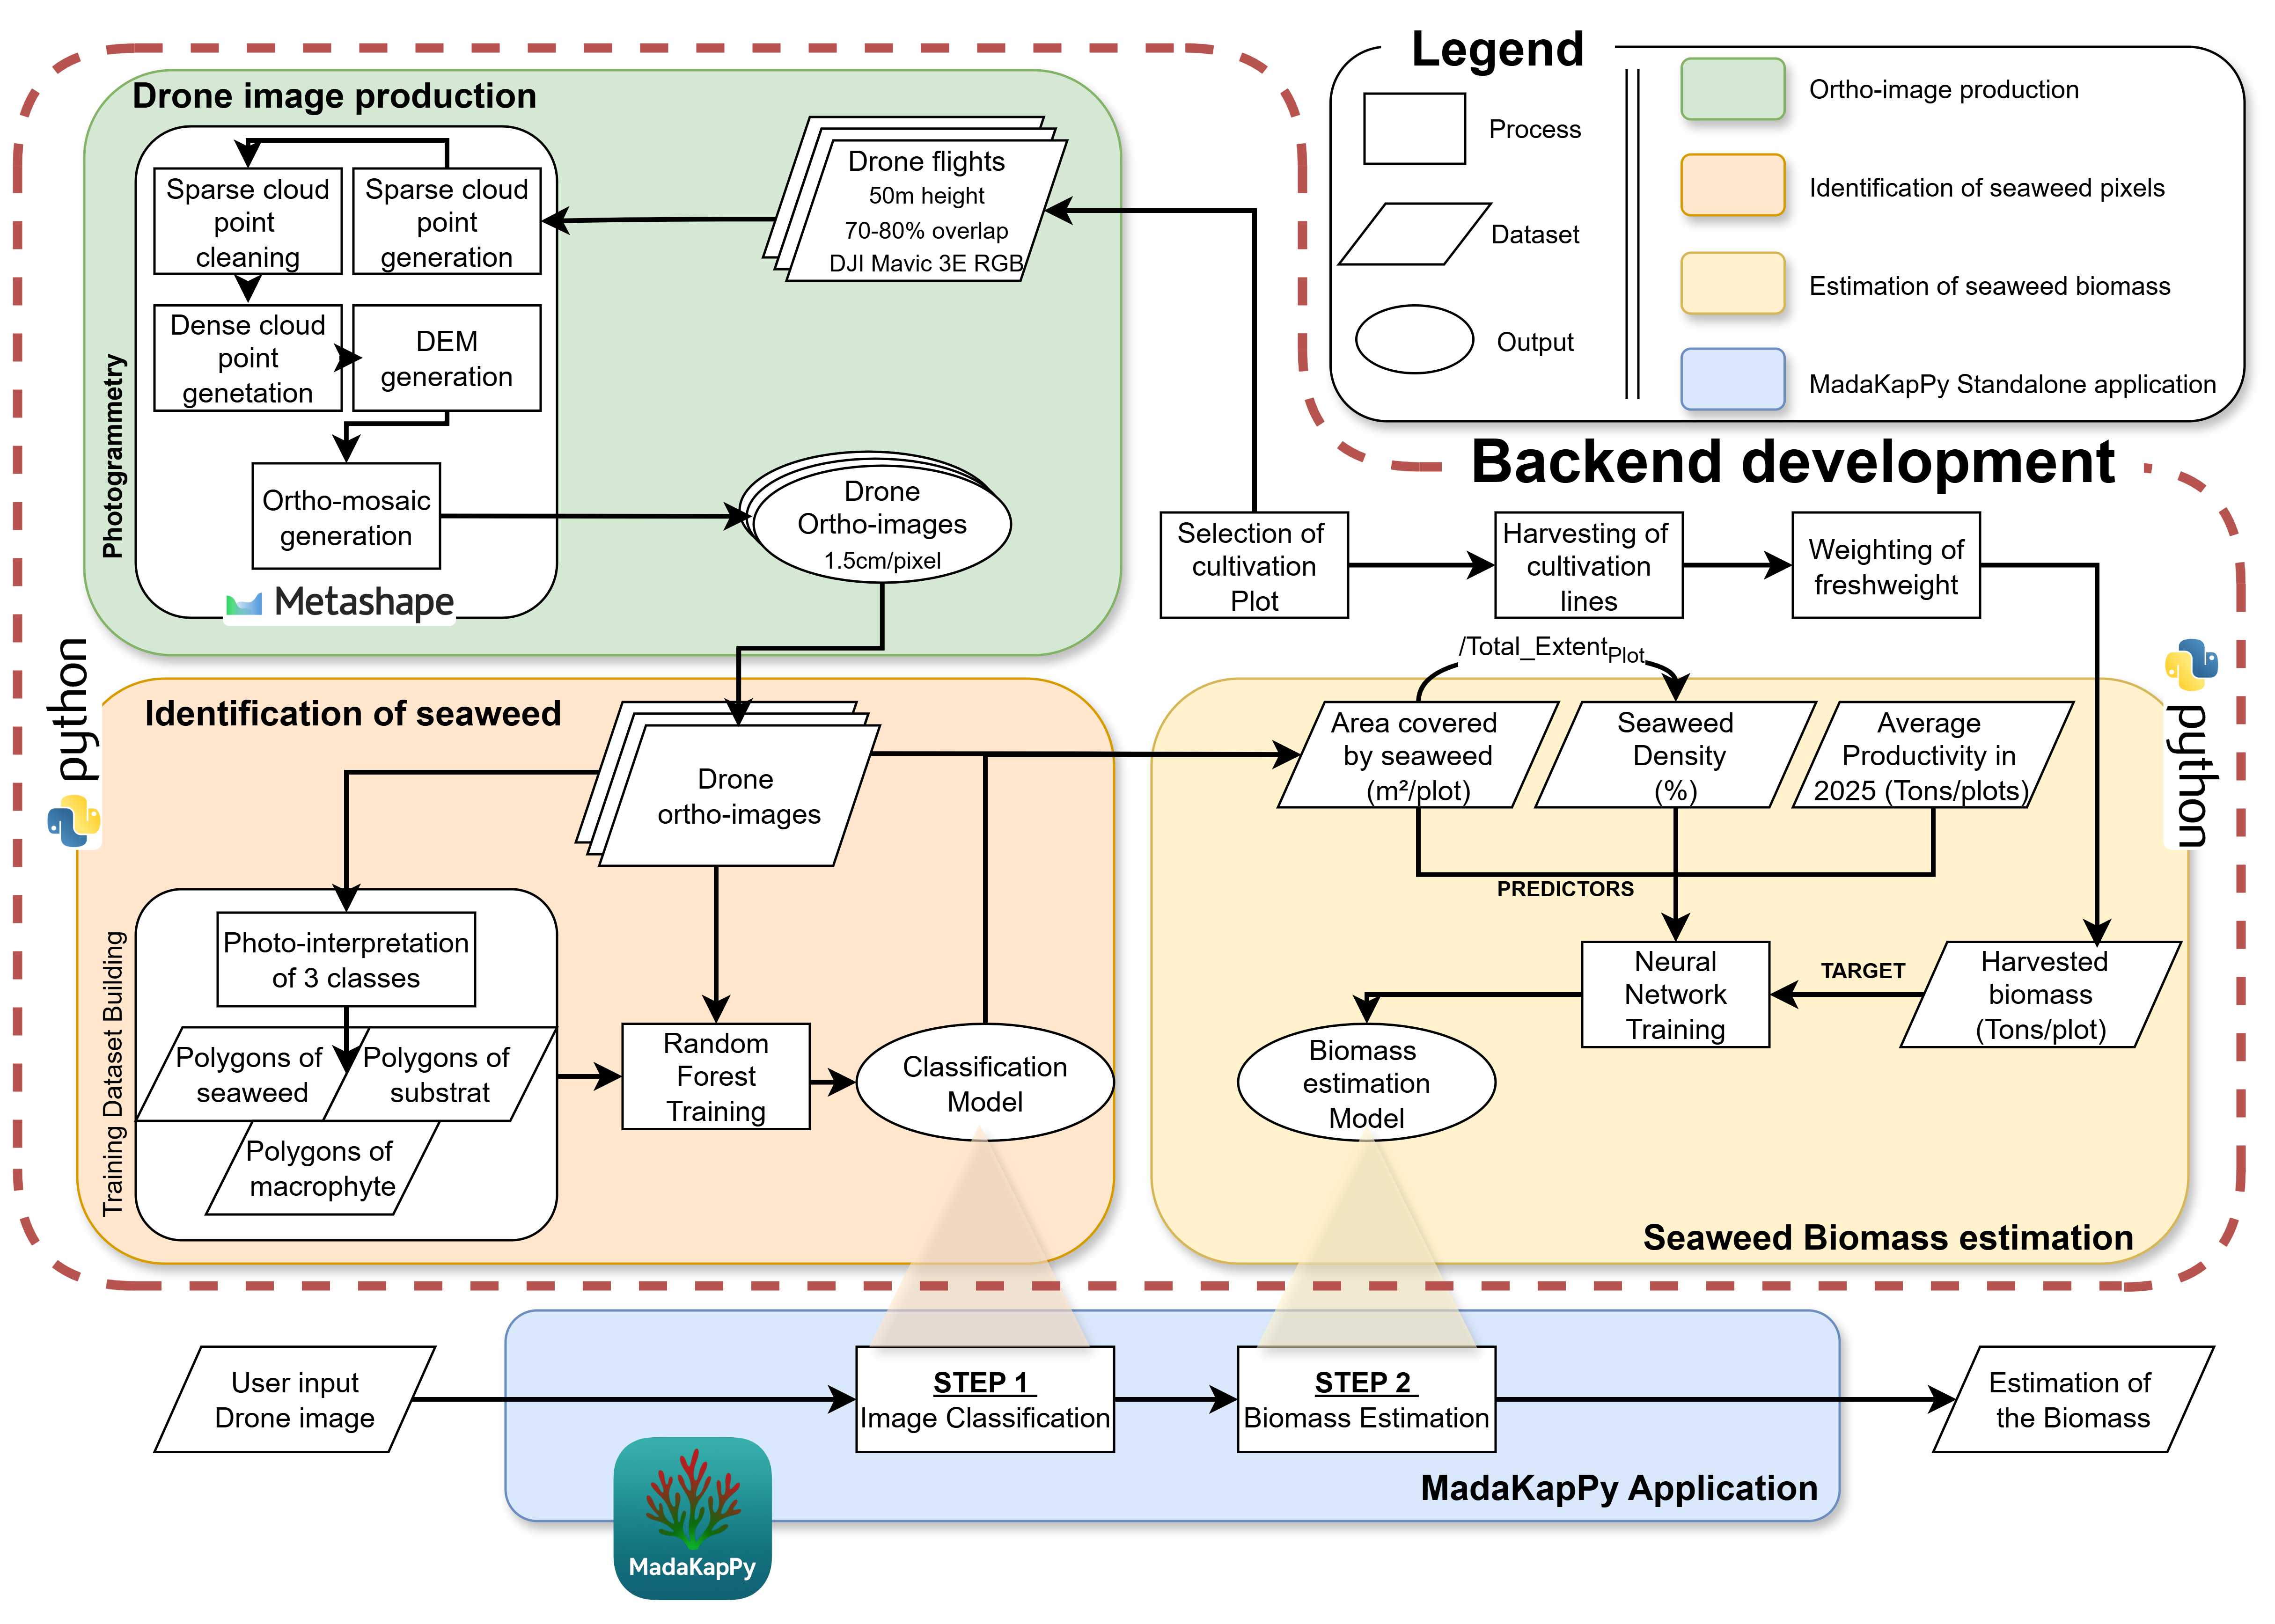 Legend
Process
Dataset
Output
Ortho-image production
Identification of seaweed pixels
Estimation of seaweed biomass
MadaKapPy Standalone application
Backend development
Drone image production
Photogrammetry
Sparse cloud
point
cleaning
Sparse cloud
point
generation
Dense cloud
point
genetation
DEM
generation
Ortho-mosaic
generation
Metashape
Drone flights
50m height
70-80% overlap
DJI Mavic 3E RGB
Drone
Ortho-images
1.5cm/pixel
Selection of
cultivation
Plot
Harvesting of
cultivation
lines
Weighting of
freshweight
python
Identification of seaweed
Drone
ortho-images
Training Dataset Building
Photo-interpretation
of 3 classes
Polygons of
seaweed
Polygons of
substrat
Polygons of
macrophyte
Random
Forest
Training
Classification
Model
python
/Total_Extent_Plot
Area covered
by seaweed
(m²/plot)
Seaweed
Density
(%)
Average
Productivity in
2025 (Tons/plots)
PREDICTORS
Neural
Network
Training
TARGET
Harvested
biomass
(Tons/plot)
Biomass
estimation
Model
Seaweed Biomass estimation
User input
Drone image
STEP 1
Image Classification
STEP 2
Biomass Estimation
Estimation of
the Biomass
MadaKapPy Application
MadaKapPy